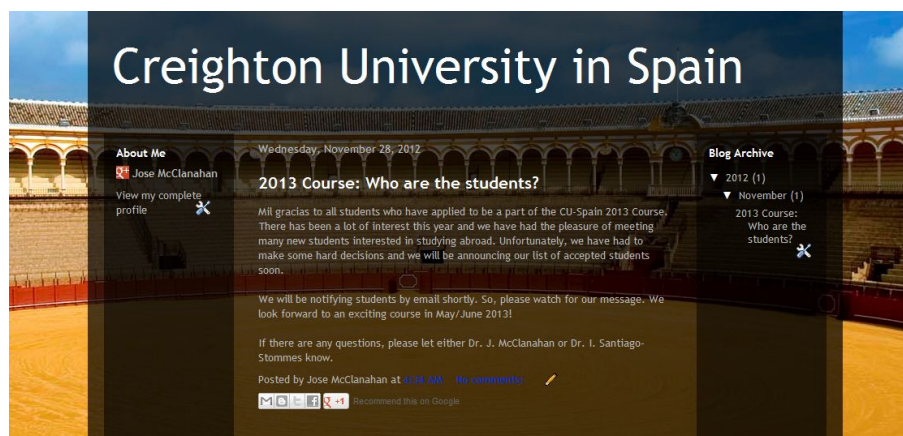 Creighton University in Spain
About Me
Jose McClanahan
View my complete
profile
Wednesday, November 28, 2012
2013 Course: Who are the students?
Mil gracias to all students who have applied to be a part of the CU-Spain 2013 Course.
There has been a lot of interest this year and we have had the pleasure of meeting
many new students interested in studying abroad. Unfortunately, we have had to
make some hard decisions and we will be announcing our list of accepted students
soon.
We will be notifying students by email shortly. So, please watch for our message. We
look forward to an exciting course in May/June 2013!
If there are any questions, please let either Dr. J. McClanahan or Dr. I. Santiago-
Stommes know.
Posted by Jose McClanahan at No comments:
+1 Recommend this on Google
Blog Archive
▼ 2012 (1)
▼ November (1)
2013 Course:
Who are the
students?